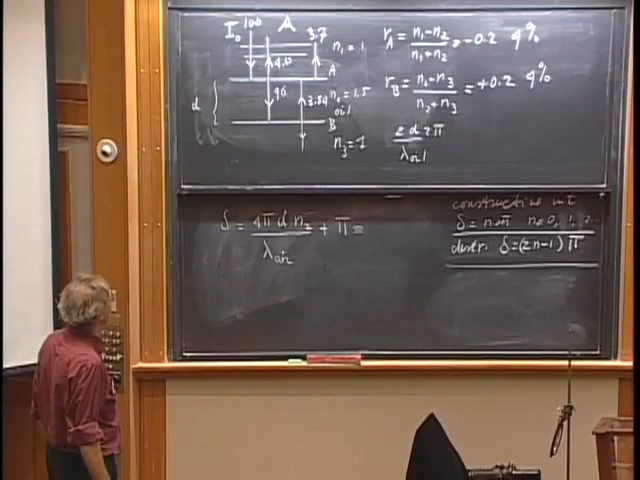 I₀ 100 A 3.7 n₁ = 1
4.0
A
d 96 3.84 n₂ = 1.5
oil
B
n₃ = 1
r_A = (n₁ - n₂)/(n₁ + n₂) = -0.2 4%
r_B = (n₂ - n₃)/(n₂ + n₃) = +0.2 4%
2d 2π / λ_oil
δ = 4π d n₂ / λ_air + π =
constructive int
δ = n2π n = 0, 1, 2..
destr. δ = (2n-1) π